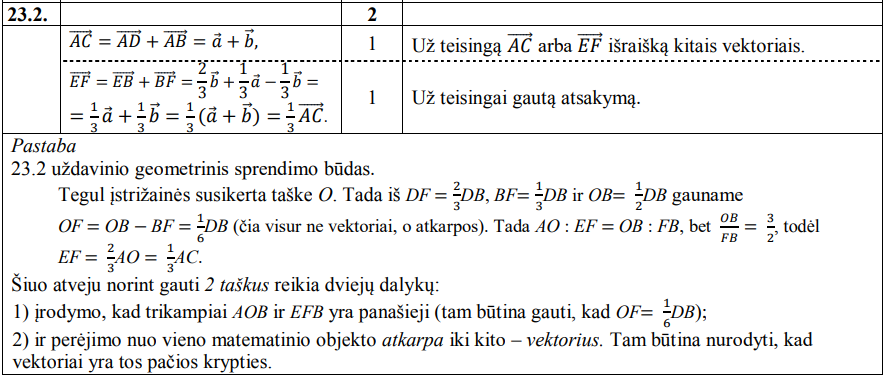 23.2. 2
$\overrightarrow{AC} = \overrightarrow{AD} + \overrightarrow{AB} = \vec{a} + \vec{b},$ 1 Už teisingą $\overrightarrow{AC}$ arba $\overrightarrow{EF}$ išraišką kitais vektoriais.
$\overrightarrow{EF} = \overrightarrow{EB} + \overrightarrow{BF} = \frac{2}{3}\vec{b} + \frac{1}{3}\vec{a} - \frac{1}{3}\vec{b} =$
$= \frac{1}{3}\vec{a} + \frac{1}{3}\vec{b} = \frac{1}{3}(\vec{a} + \vec{b}) = \frac{1}{3}\overrightarrow{AC}.$ 1 Už teisingai gautą atsakymą.
Pastaba
23.2 uždavinio geometrinis sprendimo būdas.
Tegul įstrižainės susikerta taške O. Tada iš DF = $\frac{2}{3}$DB, BF= $\frac{1}{3}$DB ir OB= $\frac{1}{2}$DB gauname
OF = OB − BF = $\frac{1}{6}$DB (čia visur ne vektoriai, o atkarpos). Tada AO : EF = OB : FB, bet $\frac{OB}{FB} = \frac{3}{2}$, todėl
EF = $\frac{2}{3}$AO = $\frac{1}{3}$AC.
Šiuo atveju norint gauti 2 taškus reikia dviejų dalykų:
1) įrodymo, kad trikampiai AOB ir EFB yra panašieji (tam būtina gauti, kad OF= $\frac{1}{6}$DB);
2) ir perėjimo nuo vieno matematinio objekto atkarpa iki kito – vektorius. Tam būtina nurodyti, kad
vektoriai yra tos pačios krypties.